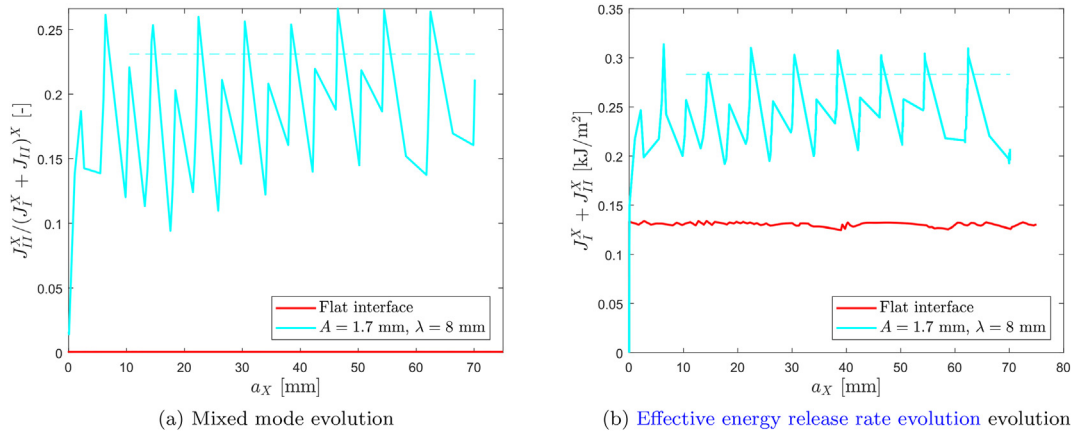 0.25
0.2
0.15
0.1
0.05
0
0 10 20 30 40 50 60 70
J_{II}^X/(J_I^X + J_{II})^X [-]
a_X [mm]
Flat interface
A = 1.7 mm, λ = 8 mm
(a) Mixed mode evolution
0.35
0.3
0.25
0.2
0.15
0.1
0.05
0
0 10 20 30 40 50 60 70 80
J_I^X + J_{II}^X [kJ/m²]
a_X [mm]
Flat interface
A = 1.7 mm, λ = 8 mm
(b) Effective energy release rate evolution evolution